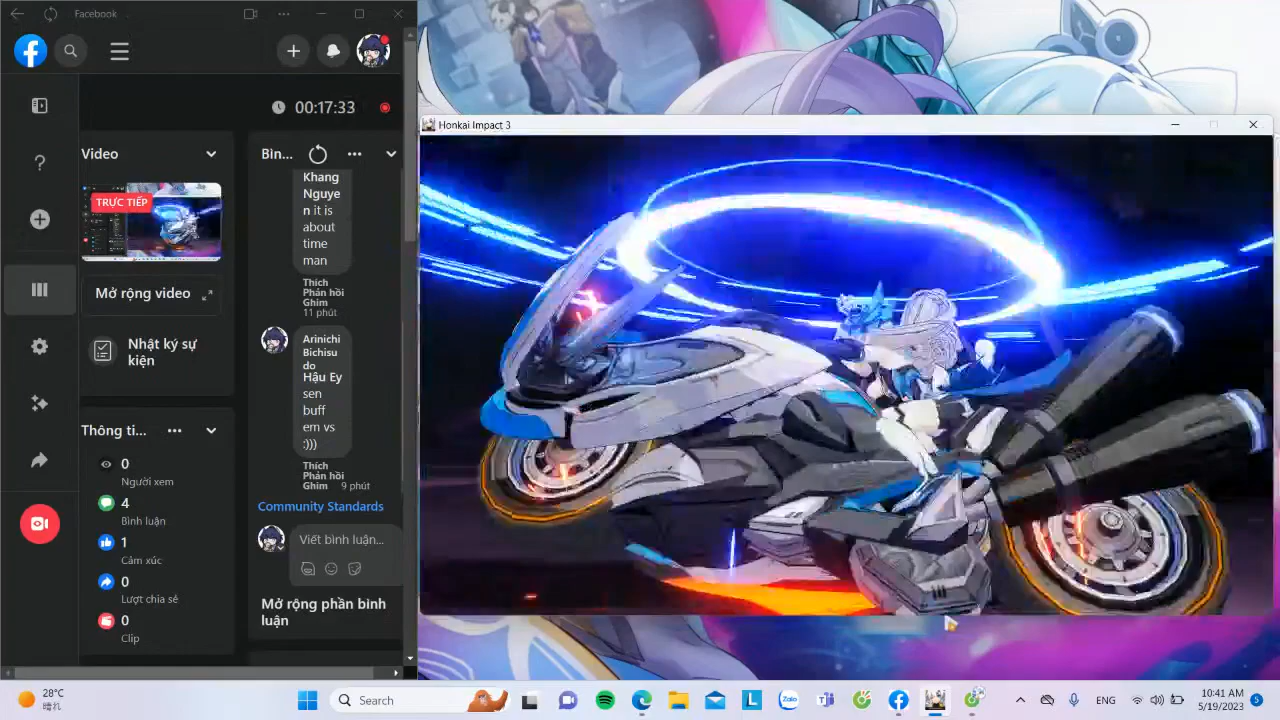 Facebook
00:17:33
Video
TRỰC TIẾP
Mở rộng video
Nhật ký sự
kiện
Thông ti...
0
Người xem
4
Bình luận
1
Cảm xúc
0
Lượt chia sẻ
0
Clip
Bìn...
Khang
Nguye
n it is
about
time
man
Thích
Phản hồi
Ghim
11 phút
Arinichi
Bichisu
do
Hậu Ey
sen
buff
em vs
:)))
Thích
Phản hồi
Ghim 9 phút
Community Standards
Viết bình luận...
Mở rộng phần bình
luận
Honkai Impact 3
28°C
晴れ
Search
L
Zalo
ENG
10:41 AM
5/19/2023
5